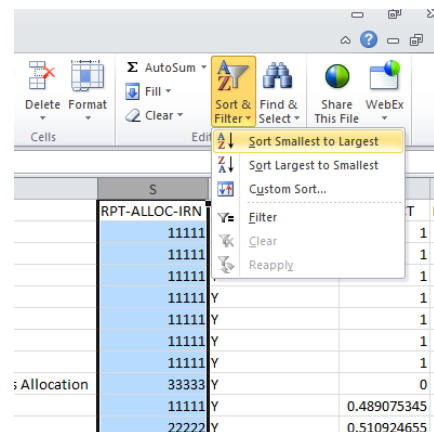 Σ AutoSum
Fill
Clear
Delete Format
Sort & Filter
Find & Select
Share This File
WebEx
Cells
Edi
Sort Smallest to Largest
Sort Largest to Smallest
Custom Sort...
Filter
Clear
Reapply
S
RPT-ALLOC-IRN CT
11111 1
11111 1
11111 1
11111 Y 1
11111 Y 1
11111 Y 1
11111 Y 1
s Allocation 33333 Y 0
11111 Y 0.489075345
22222 Y 0.510924655